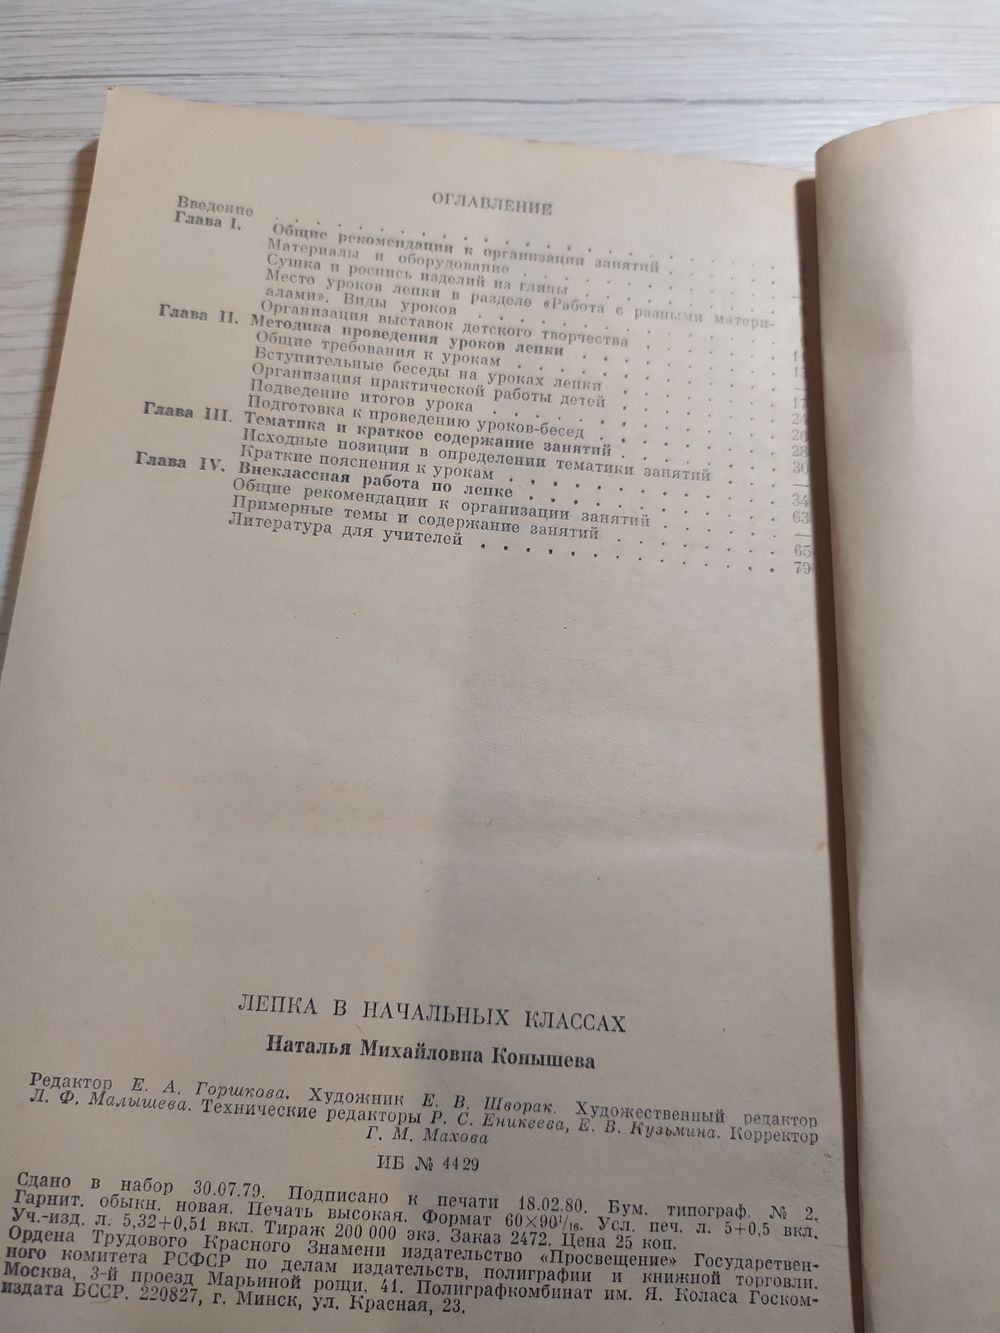 ОГЛАВЛЕНИЕ
Введение . . . . . . . . . . . . . . . .
Глава I. Общие рекомендации к организации занятий . . . . .
Материалы и оборудование . . . . . . . . . .
Сушка и роспись изделий из глины . . . . . . . .
Место уроков лепки в разделе «Работа с разными матери-
алами». Виды уроков . . . . . . . . . . .
Организация выставок детского творчества . . . . . .
Глава II. Методика проведения уроков лепки . . . . . . . .
Общие требования к урокам . . . . . . . . . . —
Вступительные беседы на уроках лепки . . . . . . 17
Организация практической работы детей . . . . . . 24
Подведение итогов урока . . . . . . . . . . 26
Подготовка к проведению уроков-бесед . . . . . . . 28
Глава III. Тематика и краткое содержание занятий . . . . . . 30
Исходные позиции в определении тематики занятий . . . —
Краткие пояснения к урокам . . . . . . . . . . 34
Глава IV. Внеклассная работа по лепке . . . . . . . . . 63
Общие рекомендации к организации занятий . . . . . —
Примерные темы и содержание занятий . . . . . . . 65
Литература для учителей . . . . . . . . . . . 79
ЛЕПКА В НАЧАЛЬНЫХ КЛАССАХ
Наталья Михайловна Конышева
Редактор Е. А. Горшкова. Художник Е. В. Шворак. Художественный редактор
Л. Ф. Малышева. Технические редакторы Р. С. Еникеева, Е. В. Кузьмина. Корректор
Г. М. Махова
ИБ № 4429
Сдано в набор 30.07.79. Подписано к печати 18.02.80. Бум. типограф. № 2.
Гарнит. обыкн. новая. Печать высокая. Формат 60×90¹/₁₆. Усл. печ. л. 5+0,5 вкл.
Уч.-изд. л. 5,32+0,51 вкл. Тираж 200 000 экз. Заказ 2472. Цена 25 коп.
Ордена Трудового Красного Знамени издательство «Просвещение» Государствен-
ного комитета РСФСР по делам издательств, полиграфии и книжной торговли.
Москва, 3-й проезд Марьиной рощи, 41. Полиграфкомбинат им. Я. Коласа Госком-
издата БССР. 220827, г. Минск, ул. Красная, 23.